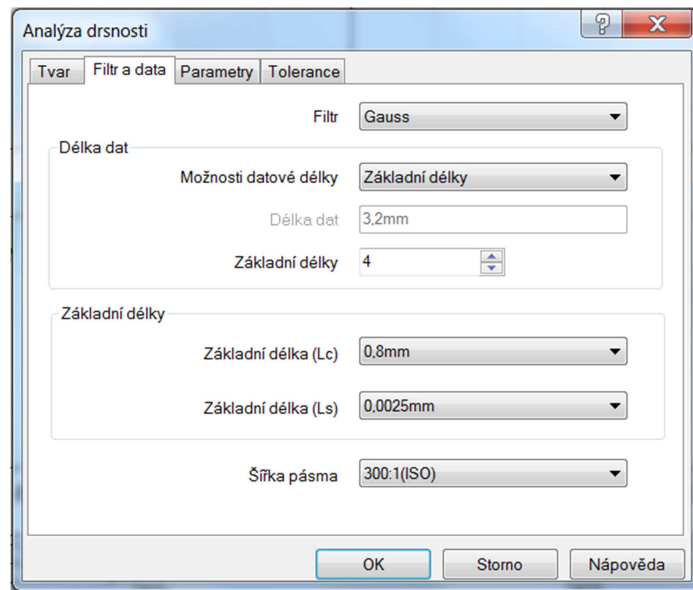 Analýza drsnosti
Tvar Filtr a data Parametry Tolerance
Filtr Gauss
Délka dat
Možnosti datové délky Základní délky
Délka dat 3,2mm
Základní délky 4
Základní délky
Základní délka (Lc) 0,8mm
Základní délka (Ls) 0,0025mm
Šířka pásma 300:1(ISO)
OK Storno Nápověda